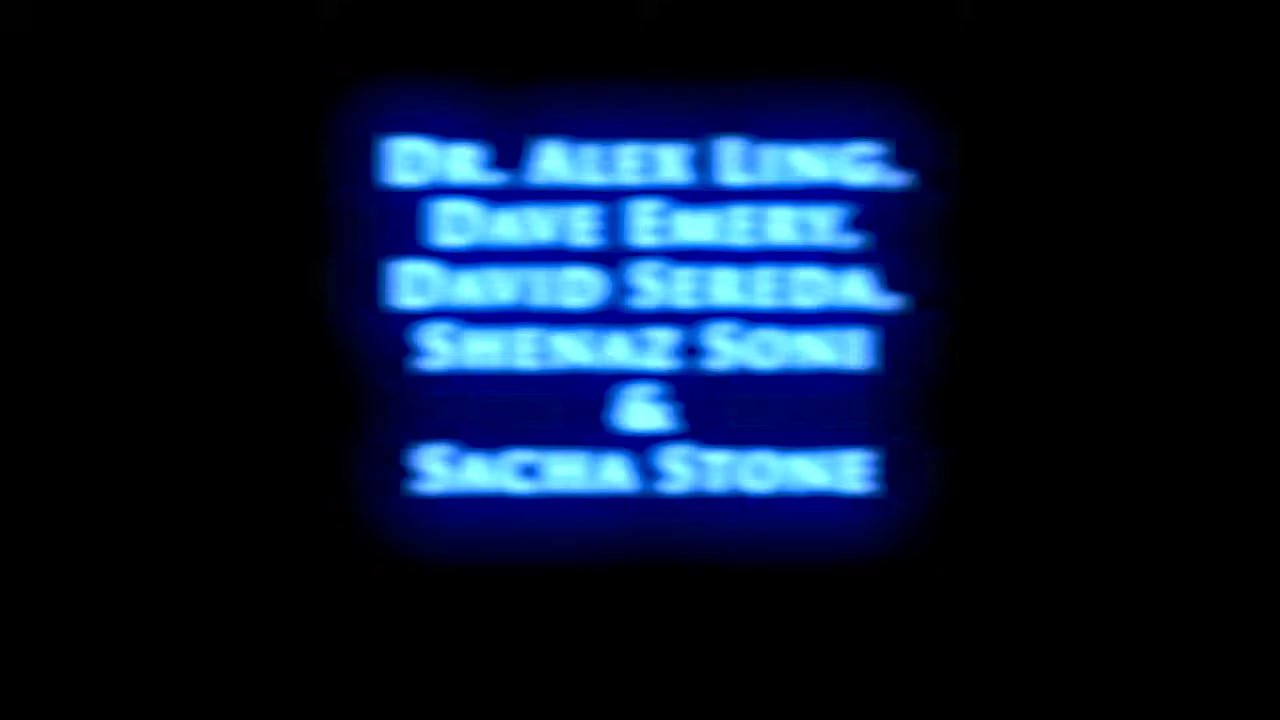 Dr. Alex Ling,
Dave Emery,
David Sereda,
Shenaz Soni
&
Sacha Stone